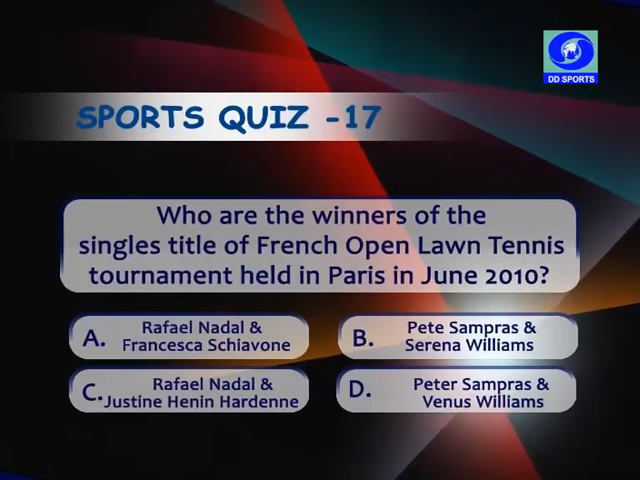 DD SPORTS
SPORTS QUIZ -17
Who are the winners of the
singles title of French Open Lawn Tennis
tournament held in Paris in June 2010?
A. Rafael Nadal &
Francesca Schiavone
B. Pete Sampras &
Serena Williams
C. Rafael Nadal &
Justine Henin Hardenne
D. Peter Sampras &
Venus Williams